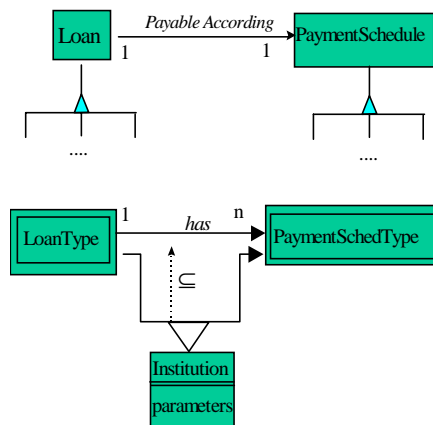 Loan
Payable According
PaymentSchedule
1
1
....
....
1
has
n
LoanType
PaymentSchedType
⊆
Institution
parameters